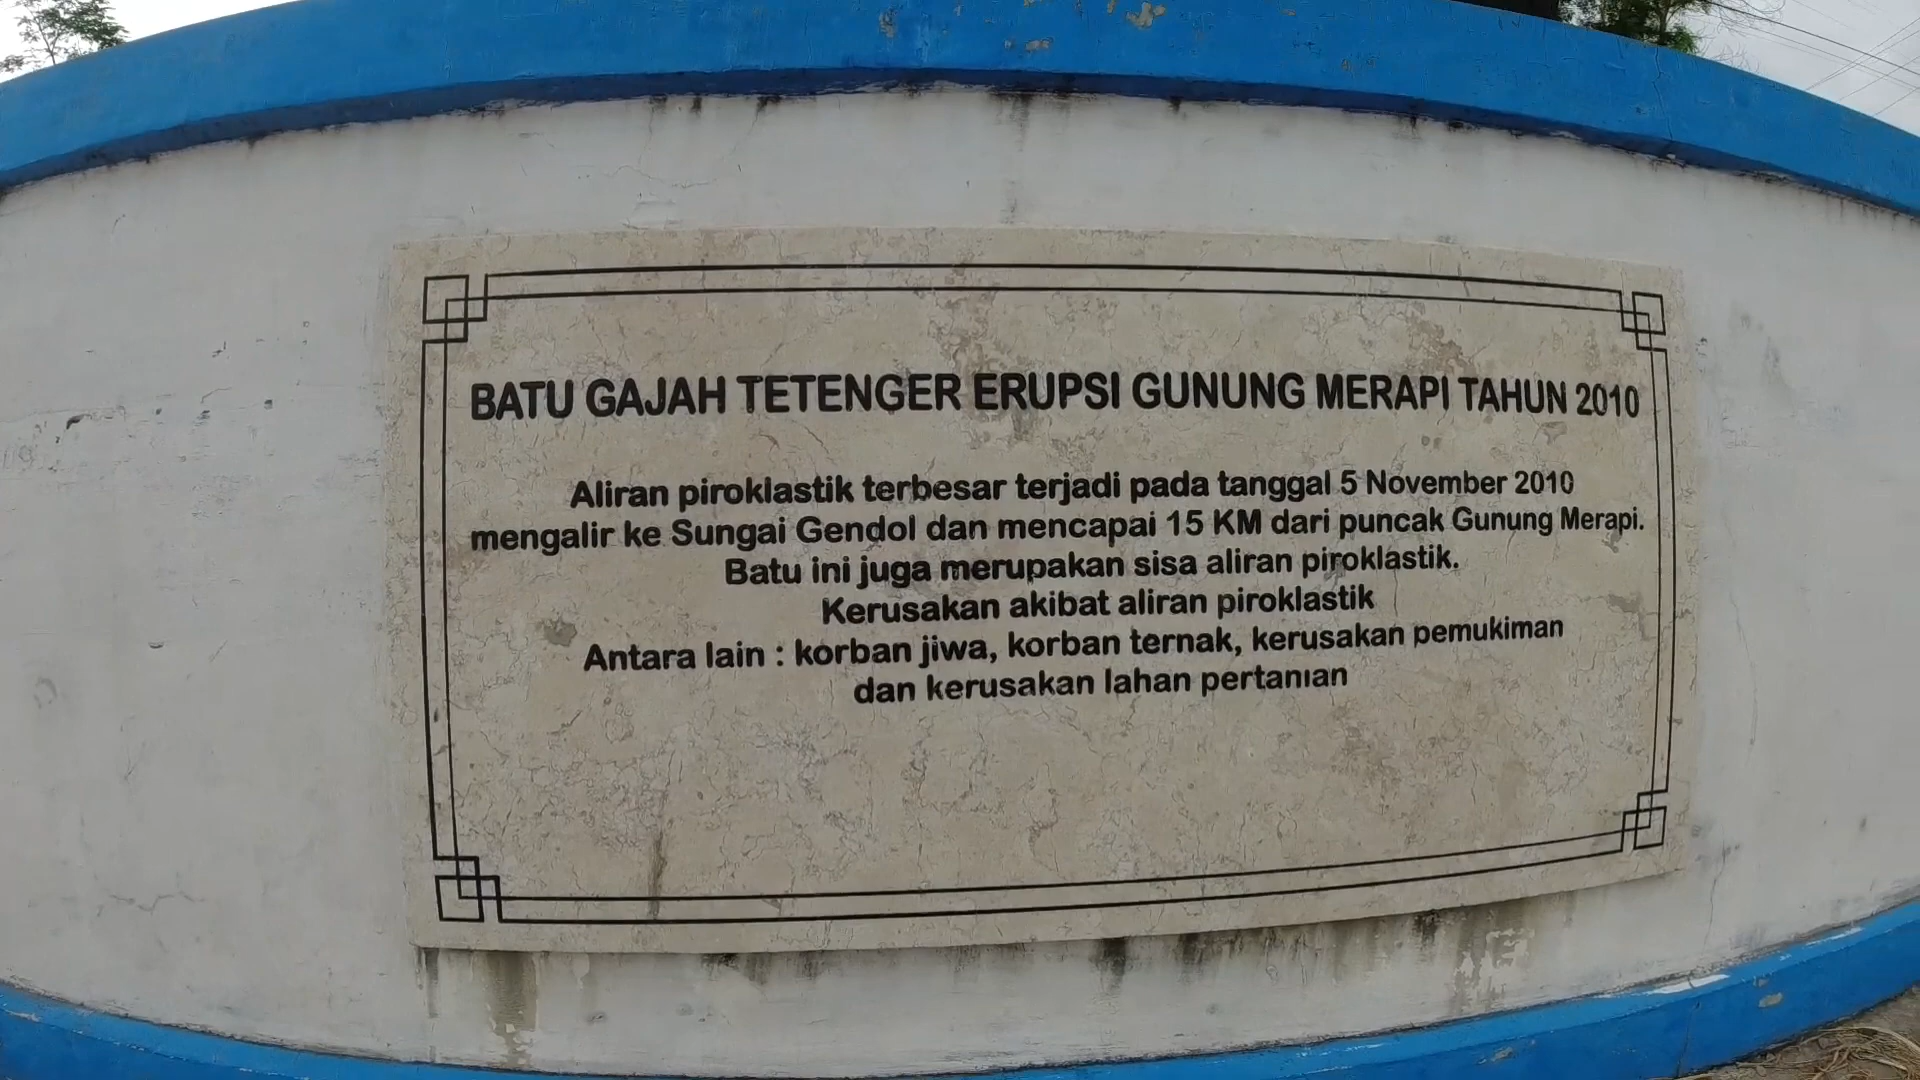 BATU GAJAH TETENGER ERUPSI GUNUNG MERAPI TAHUN 2010
Aliran piroklastik terbesar terjadi pada tanggal 5 November 2010
mengalir ke Sungai Gendol dan mencapai 15 KM dari puncak Gunung Merapi.
Batu ini juga merupakan sisa aliran piroklastik.
Kerusakan akibat aliran piroklastik
Antara lain : korban jiwa, korban ternak, kerusakan pemukiman
dan kerusakan lahan pertanian